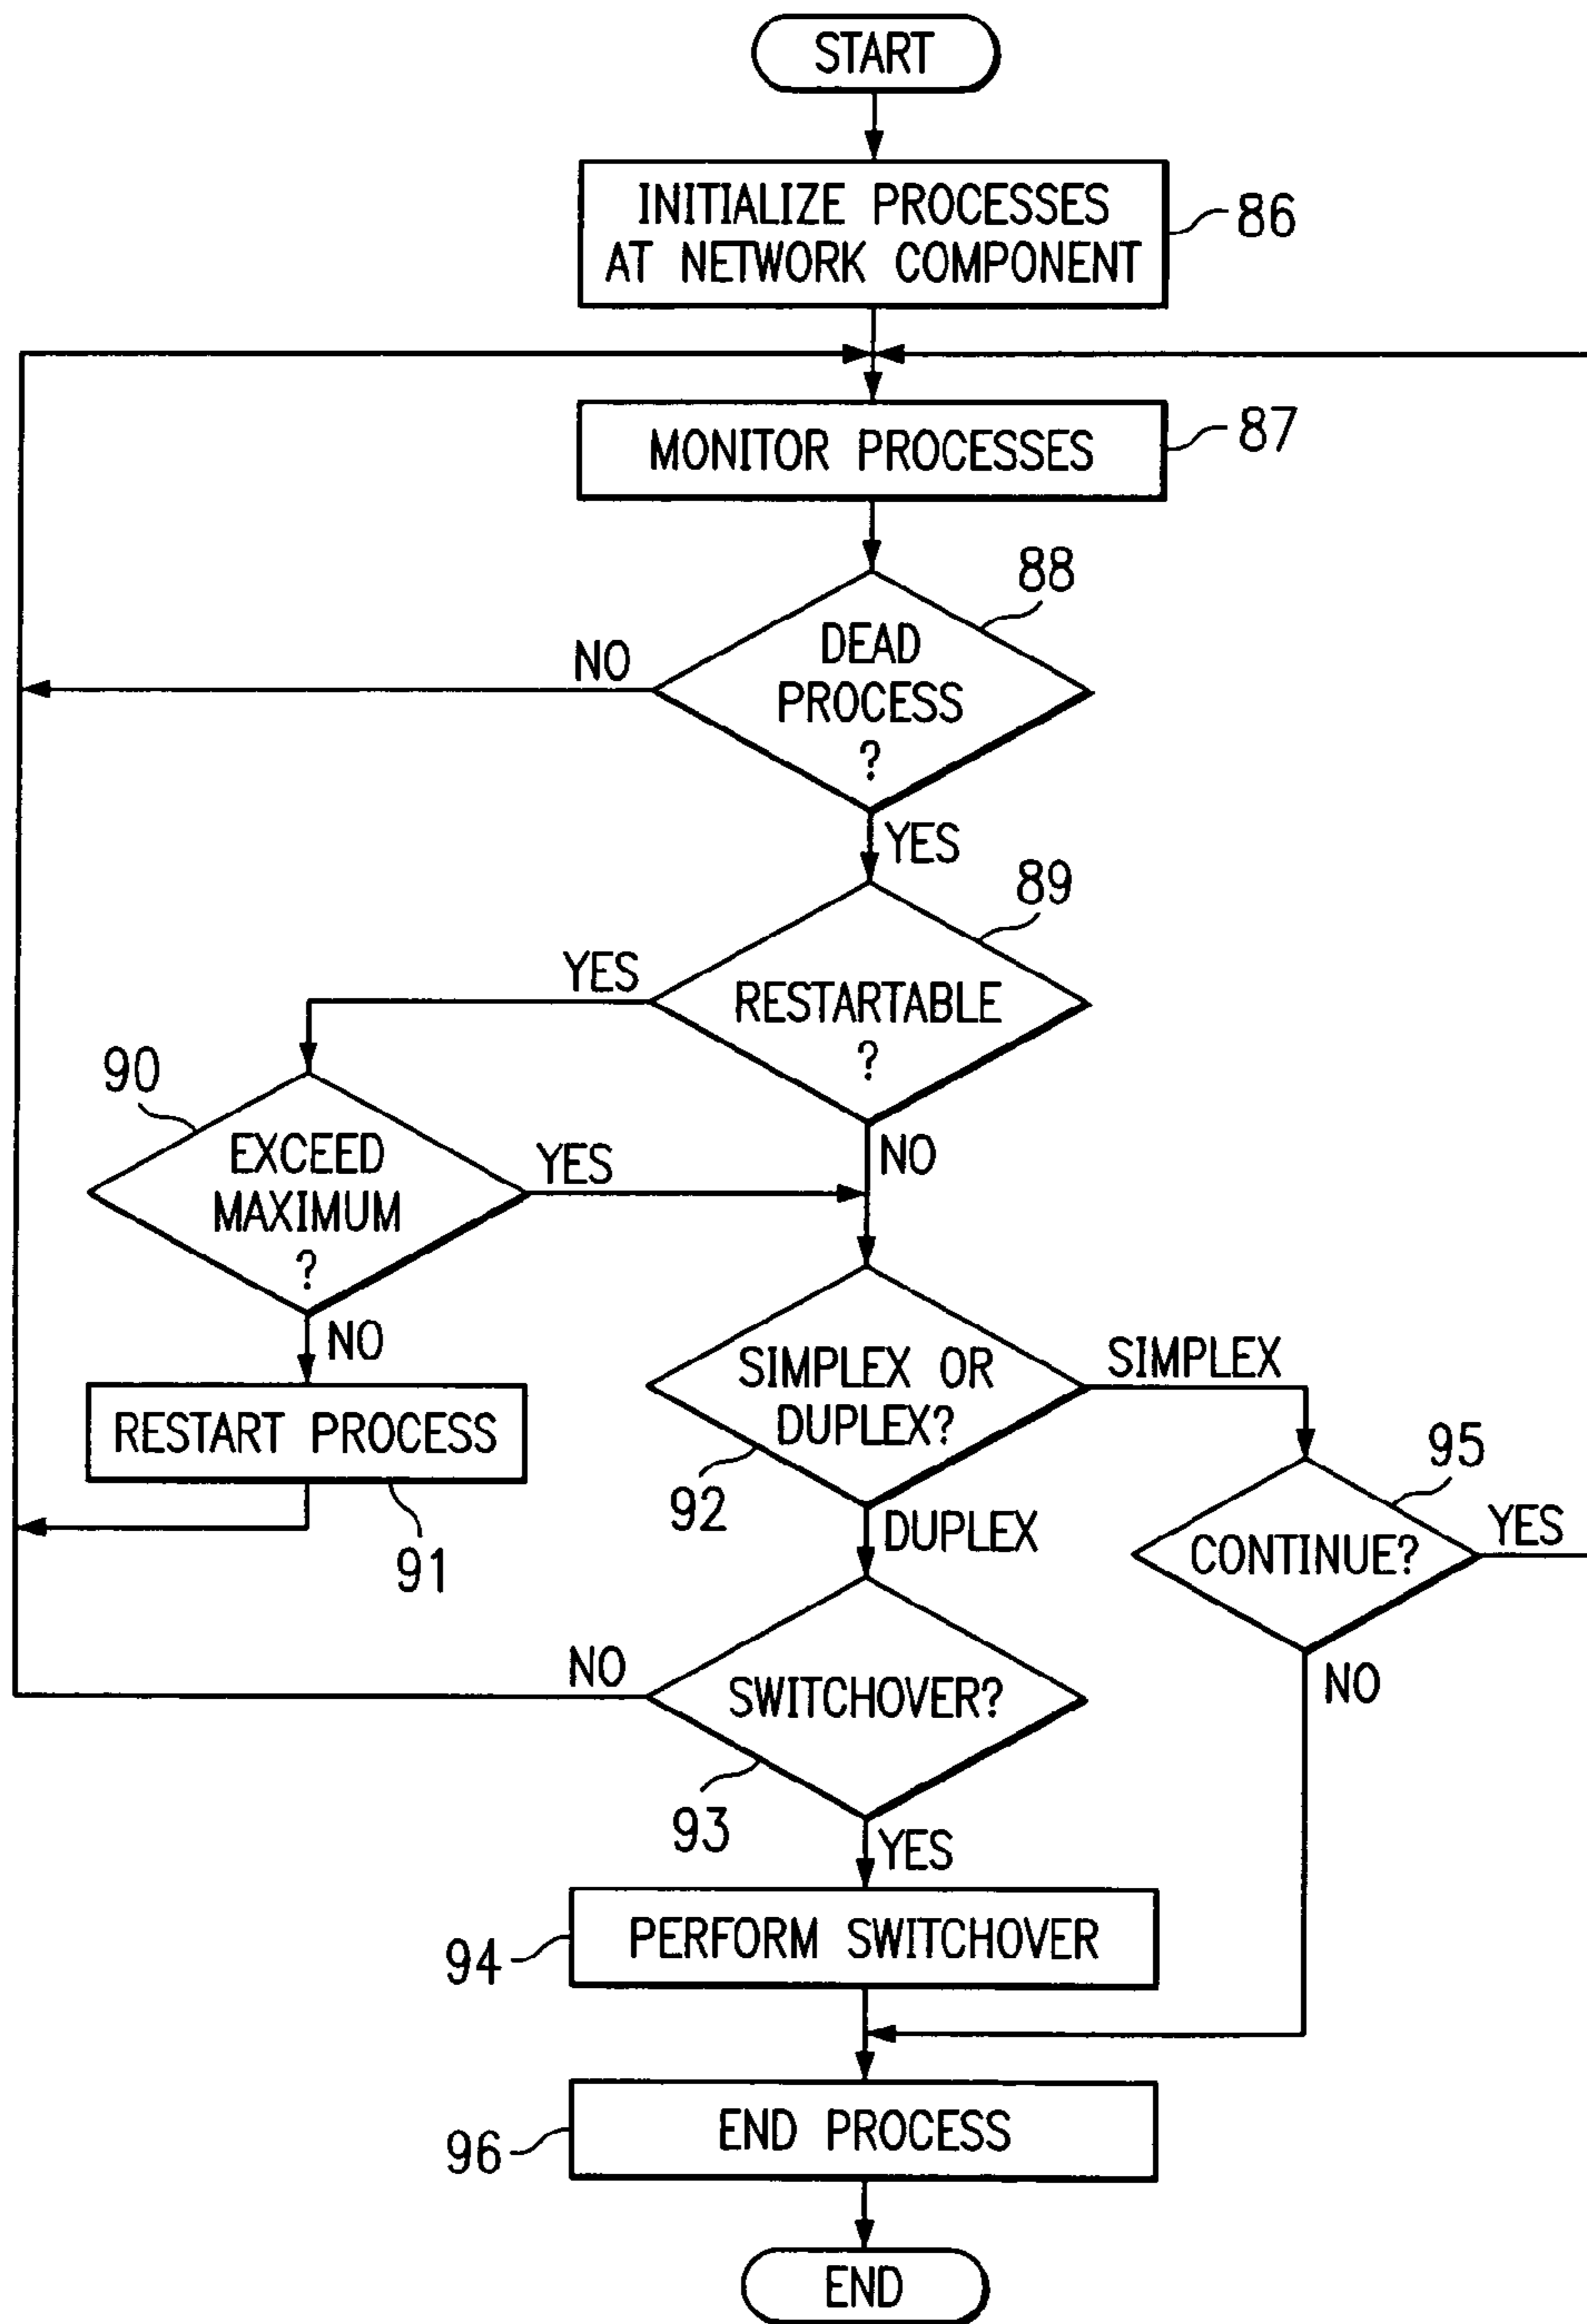 START
INITIALIZE PROCESSES
AT NETWORK COMPONENT
86
MONITOR PROCESSES
87
88
DEAD
PROCESS
?
NO
YES
89
RESTARTABLE
?
YES
NO
90
EXCEED
MAXIMUM
?
YES
NO
RESTART PROCESS
91
SIMPLEX OR
DUPLEX?
92
SIMPLEX
DUPLEX
95
CONTINUE?
YES
NO
SWITCHOVER?
93
NO
YES
PERFORM SWITCHOVER
94
END PROCESS
96
END